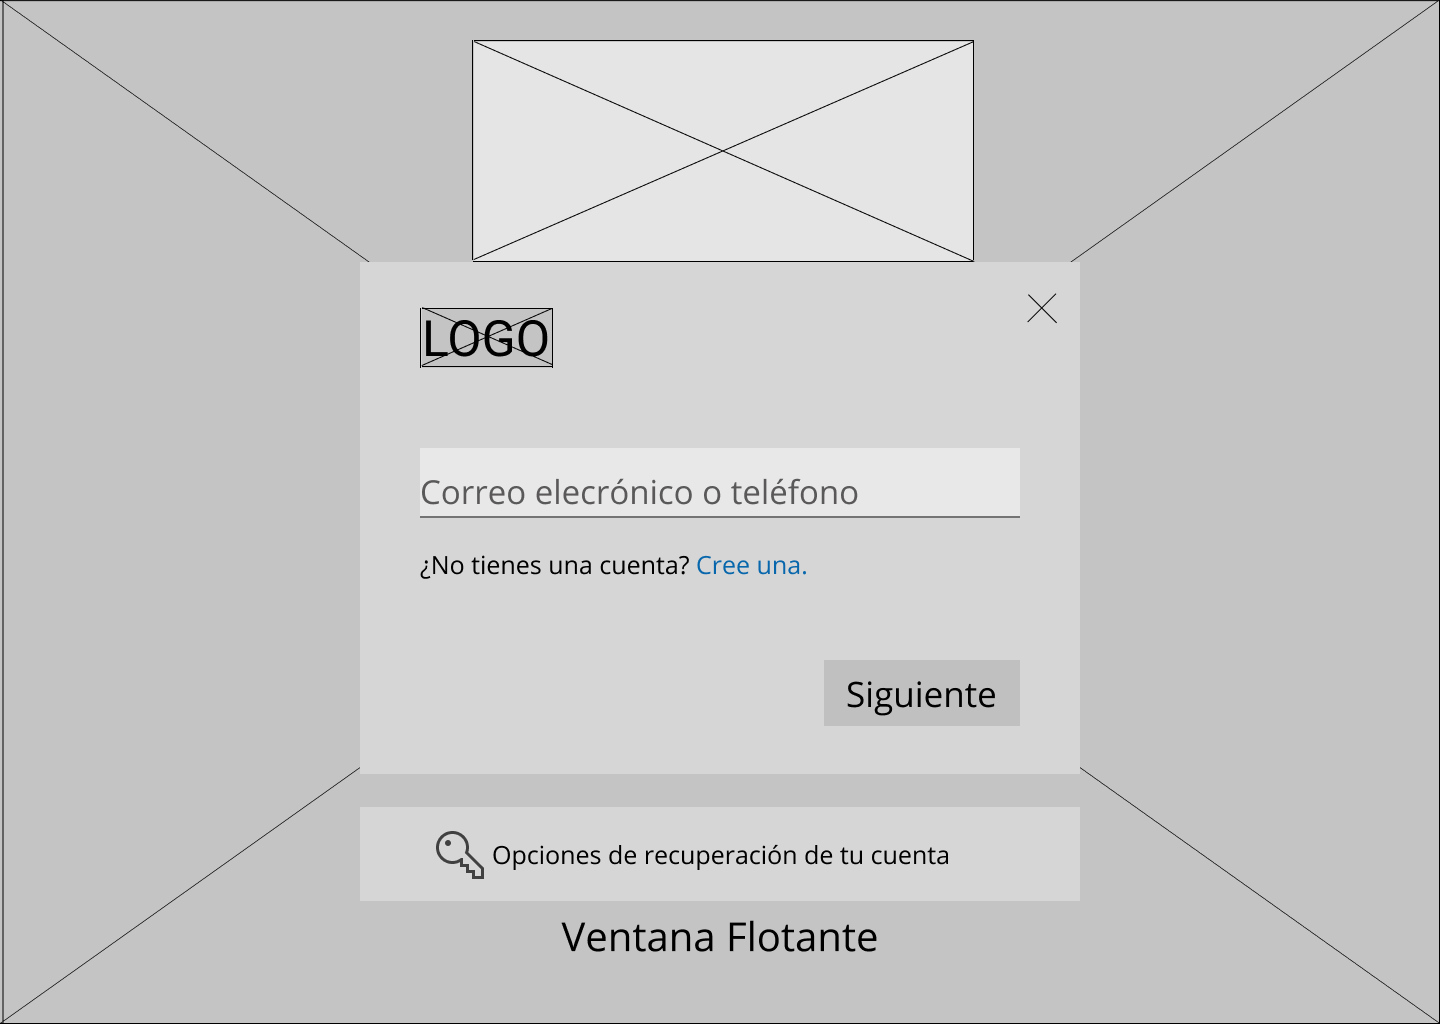 LOGO
Correo elecrónico o teléfono
¿No tienes una cuenta? Cree una.
Siguiente
Opciones de recuperación de tu cuenta
Ventana Flotante